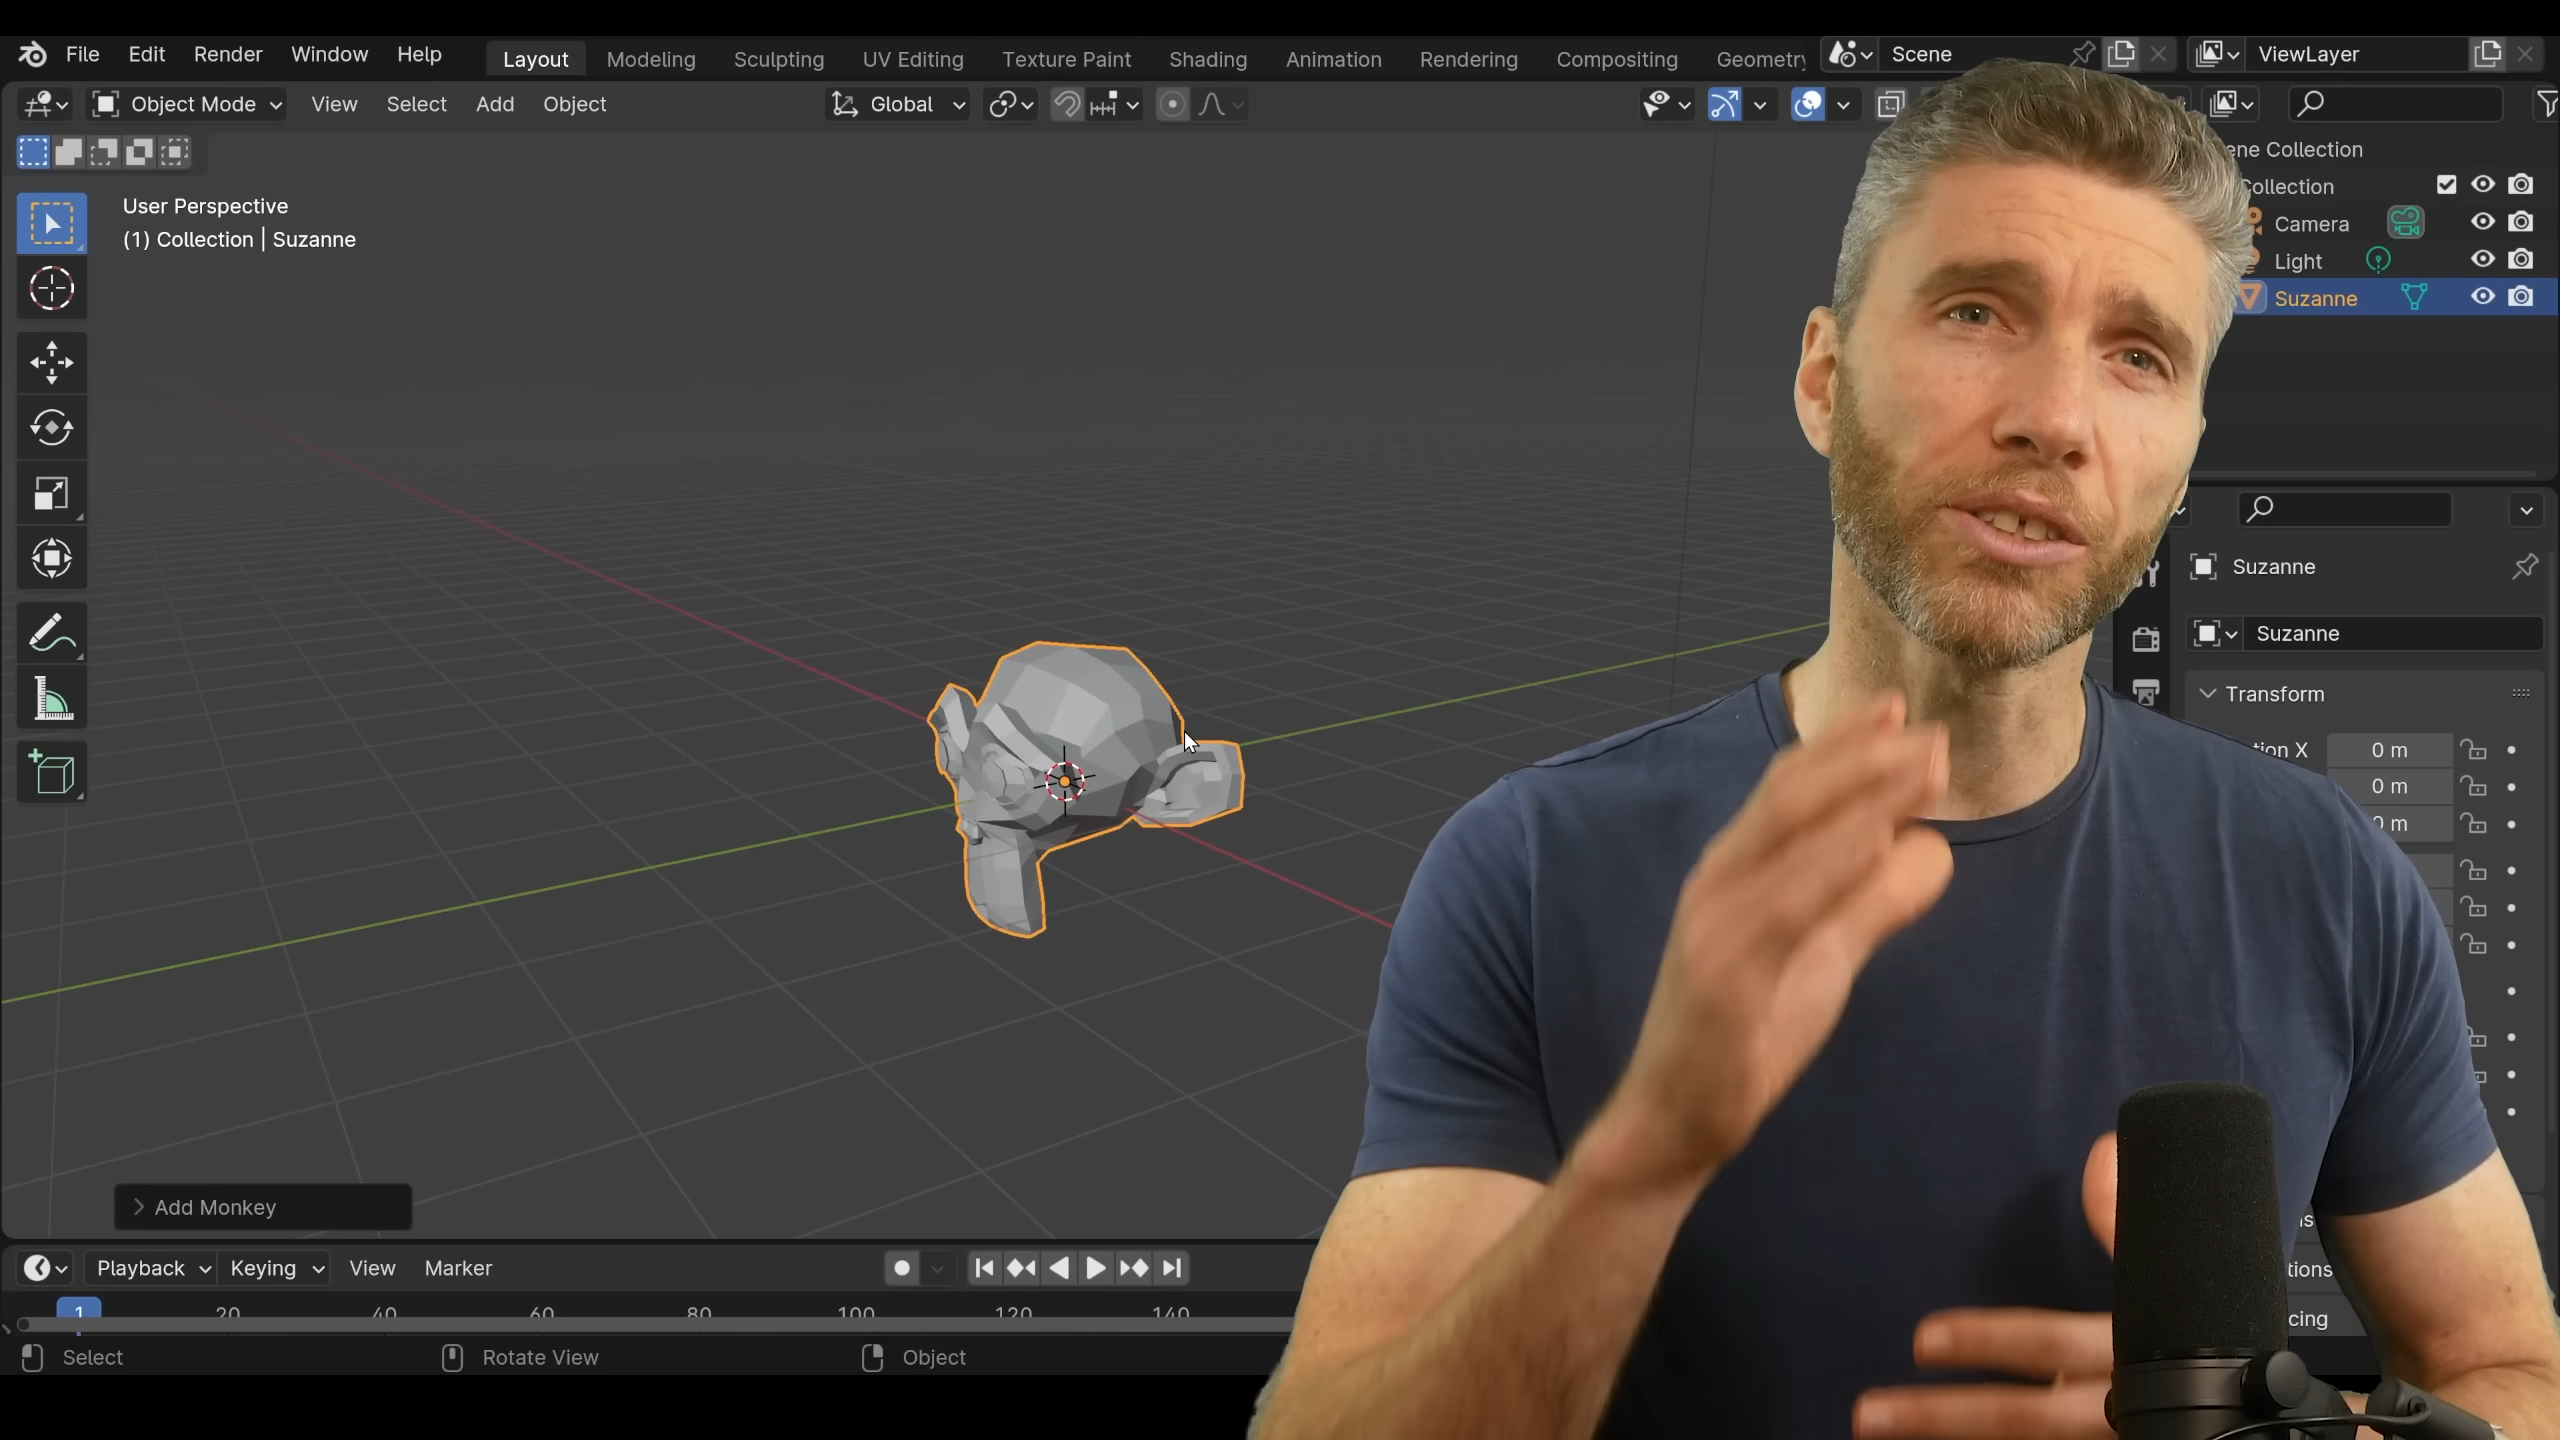 File Edit Render Window Help Layout Modeling Sculpting UV Editing Texture Paint Shading Animation Rendering Compositing Scene ViewLayer
Object Mode View Select Add Object Global
User Perspective
(1) Collection | Suzanne
Collection
Collection
Camera
Light
Suzanne
Suzanne
Suzanne
Transform
X 0 m
0 m
0 m
Add Monkey
Playback Keying View Marker
1 20 40 60 80 100 120 140
Select Rotate View Object